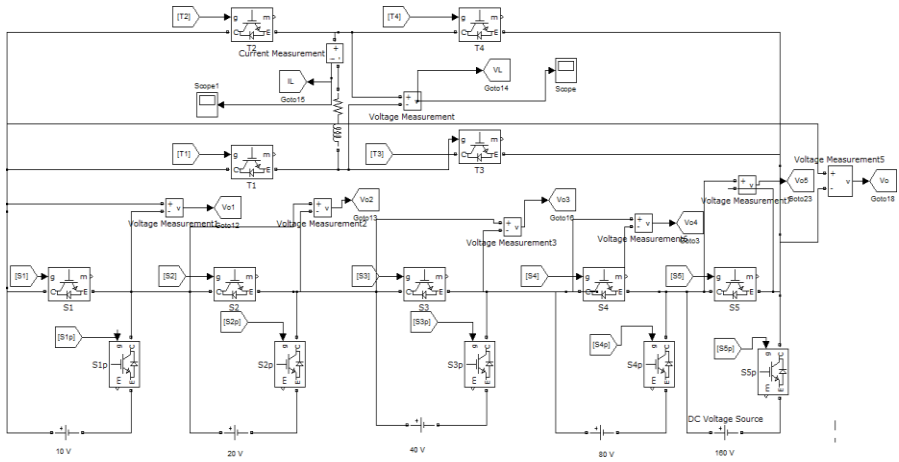 [T2]
g
m
C
E
T2
[T4]
g
m
C
E
T4
Current Measurement
+
-
i
IL
Goto15
Scope1
VL
Goto14
Scope
+
-
v
Voltage Measurement
[T1]
g
m
C
E
T1
[T3]
g
m
C
E
T3
Voltage Measurement5
+
-
v
Vo
Goto18
+
-
v
Voltage Measurement1
Vo1
Goto12
+
-
v
Voltage Measurement2
Vo2
Goto13
+
-
v
Voltage Measurement3
Vo3
Goto16
+
-
v
Voltage Measurement
Vo4
Goto3
+
-
v
Voltage Measurement7
Vo5
Goto23
[S1]
g
m
C
E
S1
[S2]
g
m
C
E
S2
[S3]
g
m
C
E
S3
[S4]
g
m
C
E
S4
[S5]
g
m
C
E
S5
[S1p]
g
C
E
S1p
[S2p]
g
C
E
S2p
[S3p]
g
C
E
S3p
[S4p]
g
C
E
S4p
[S5p]
g
C
E
S5p
DC Voltage Source
10 V
20 V
40 V
80 V
160 V